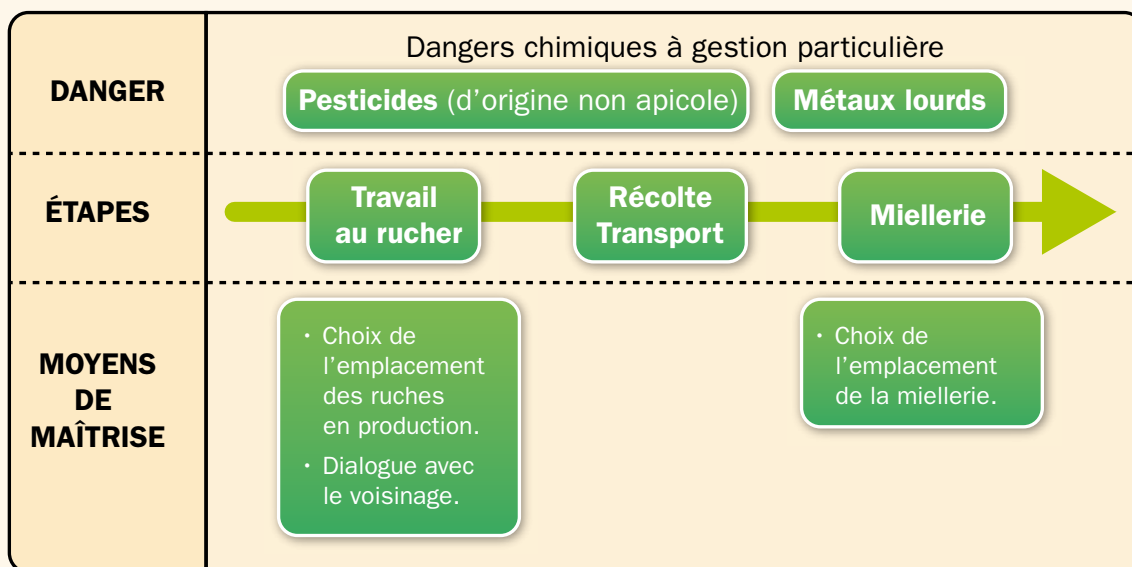 DANGER
Dangers chimiques à gestion particulière
Pesticides (d'origine non apicole)
Métaux lourds
ÉTAPES
Travail
au rucher
Récolte
Transport
Miellerie
MOYENS
DE
MAÎTRISE
· Choix de
l'emplacement
des ruches
en production.
· Dialogue avec
le voisinage.
· Choix de
l'emplacement
de la miellerie.